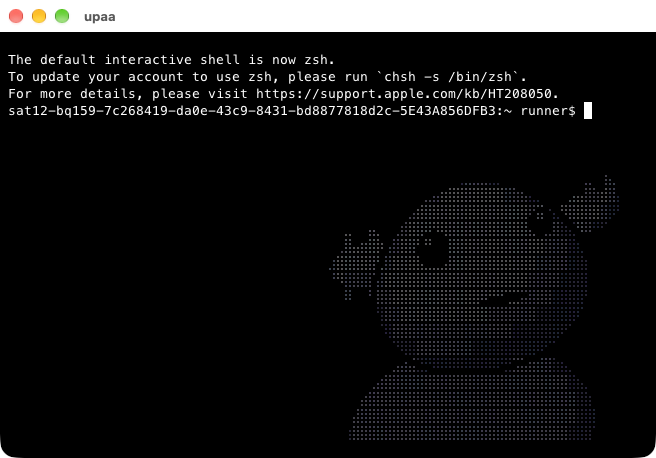 upaa
The default interactive shell is now zsh.
To update your account to use zsh, please run `chsh -s /bin/zsh`.
For more details, please visit https://support.apple.com/kb/HT208050.
sat12-bq159-7c268419-da0e-43c9-8431-bd8877818d2c-5E43A856DFB3:~ runner$